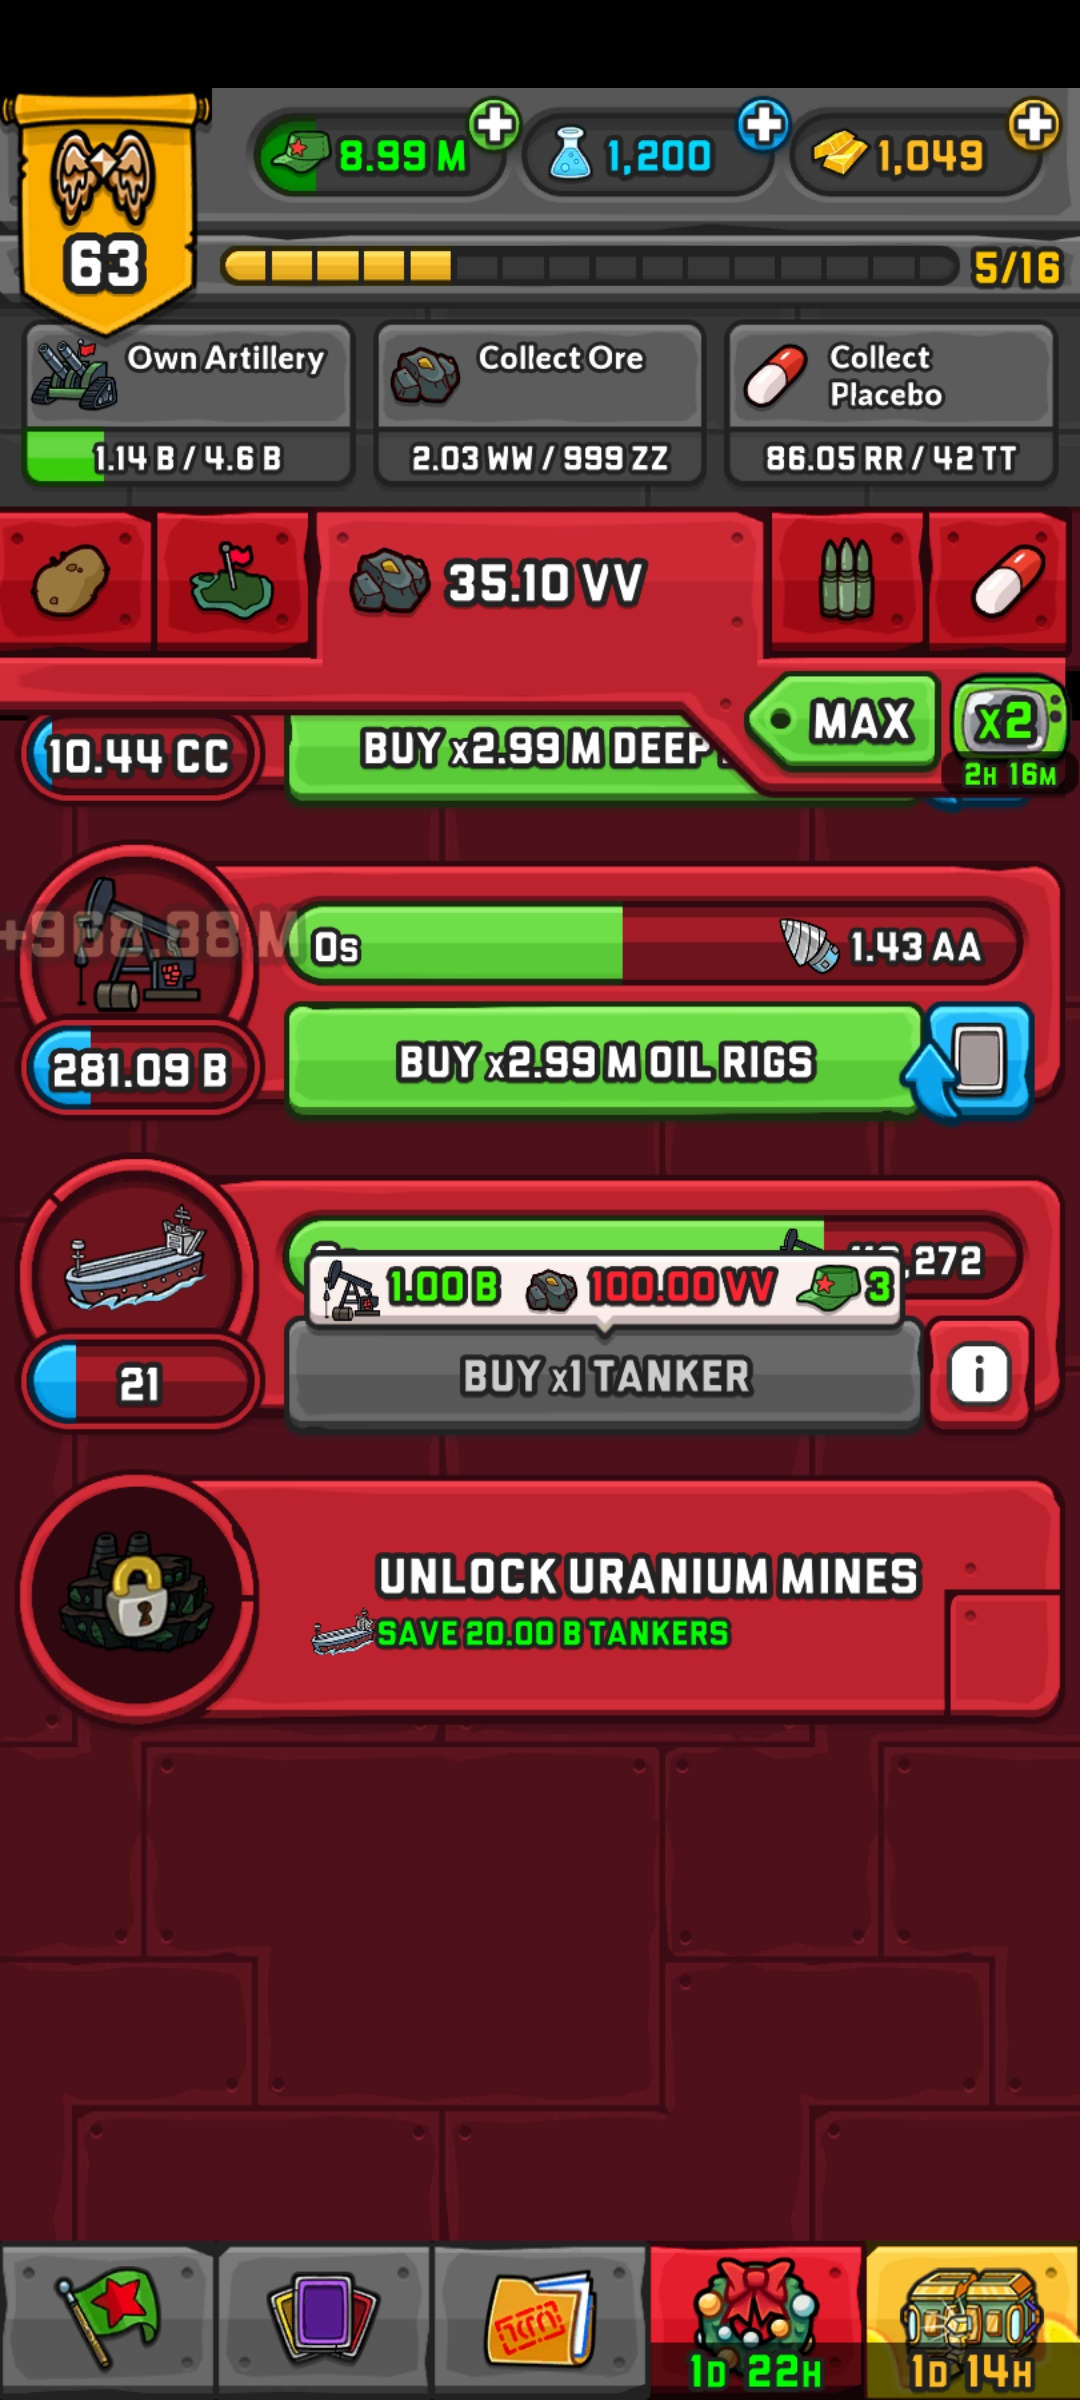 8.99 M
1,200
1,049
63
5/16
Own Artillery
Collect Ore
Collect
Placebo
1.14 B / 4.6 B
2.03 WW / 999 ZZ
86.05 RR / 42 TT
35.10 VV
MAX
x2
2H 16M
10.44 CC
BUY x2.99 M DEEP
0s
1.43 AA
281.09 B
BUY x2.99 M OIL RIGS
,272
1.00 B
100.00 VV
3
21
BUY x1 TANKER
i
UNLOCK URANIUM MINES
SAVE 20.00 B TANKERS
1D 22H
1D 14H